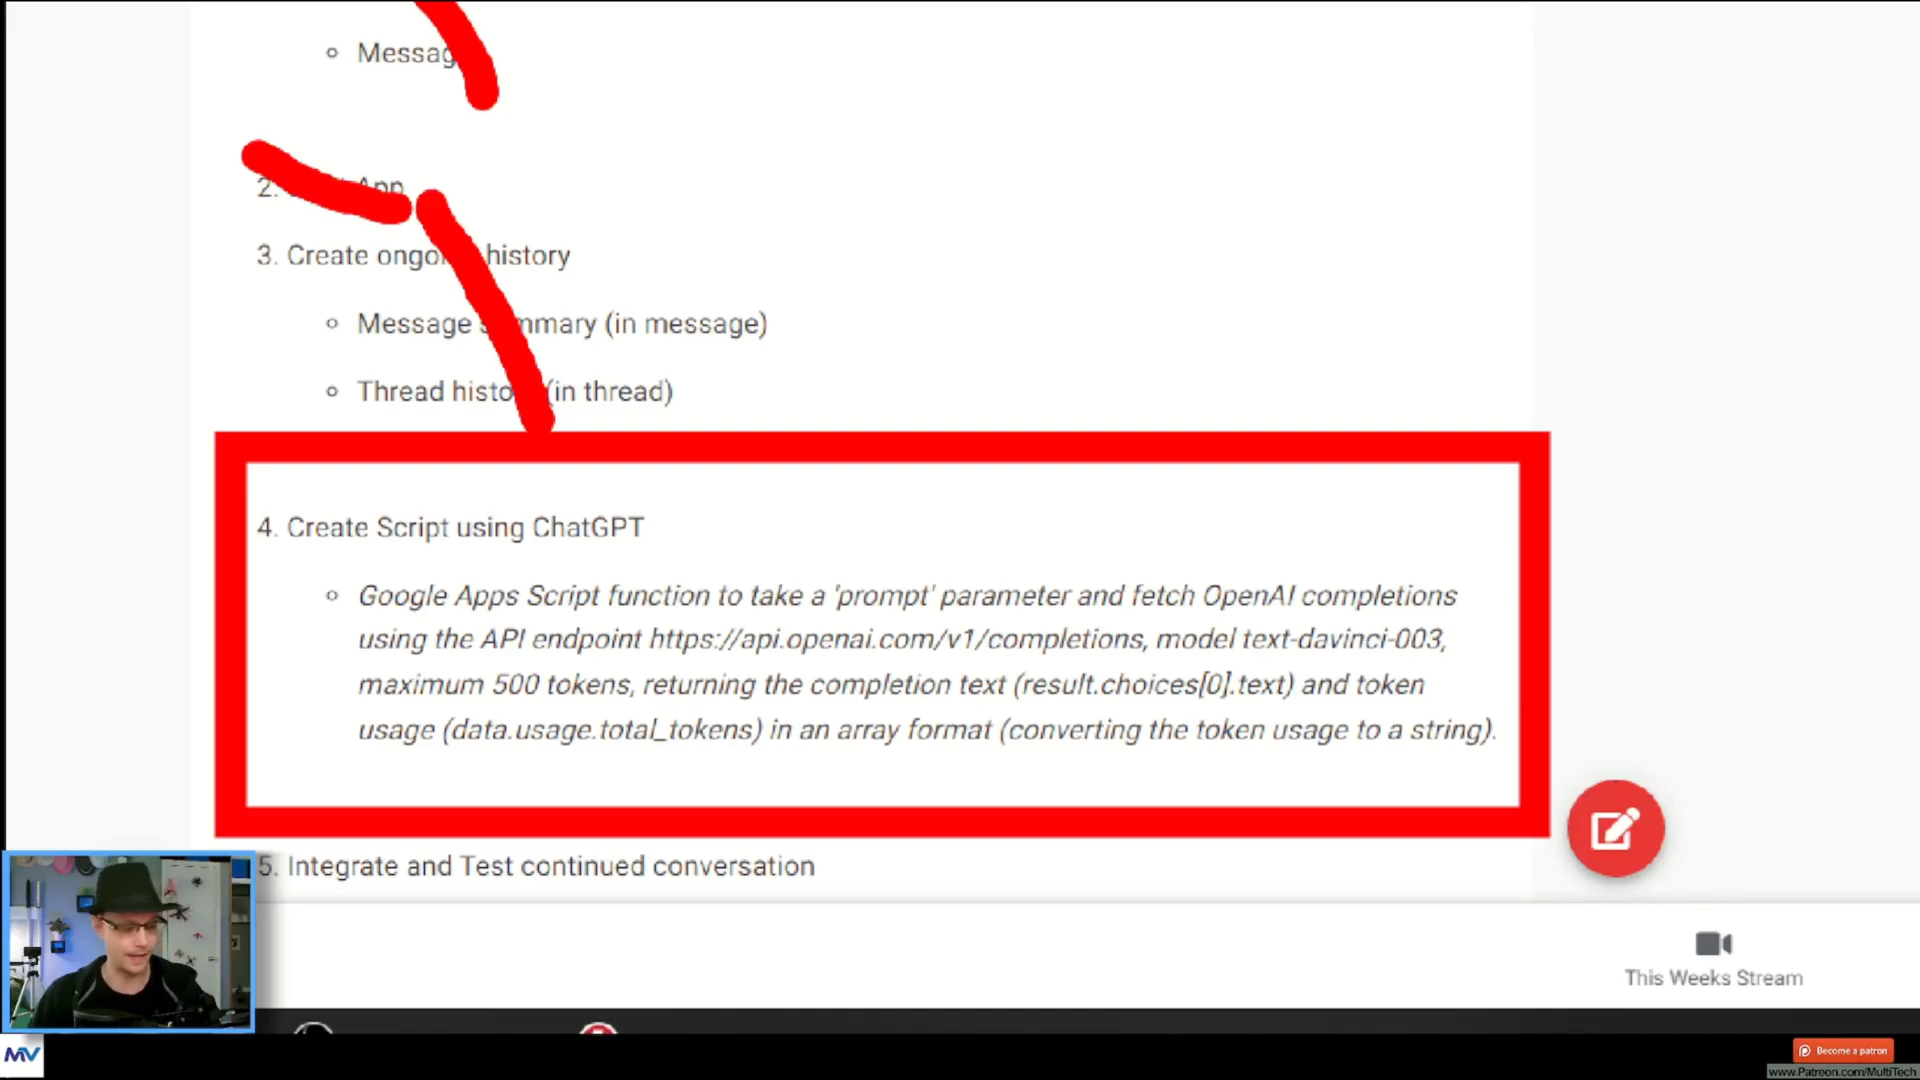 Messag
2. App
3. Create ongo history
Message mmary (in message)
Thread histo (in thread)
4. Create Script using ChatGPT
Google Apps Script function to take a 'prompt' parameter and fetch OpenAI completions
using the API endpoint https://api.openai.com/v1/completions, model text-davinci-003,
maximum 500 tokens, returning the completion text (result.choices[0].text) and token
usage (data.usage.total_tokens) in an array format (converting the token usage to a string).
5. Integrate and Test continued conversation
This Weeks Stream
MV
Become a patron
www.Patreon.com/MultiTech